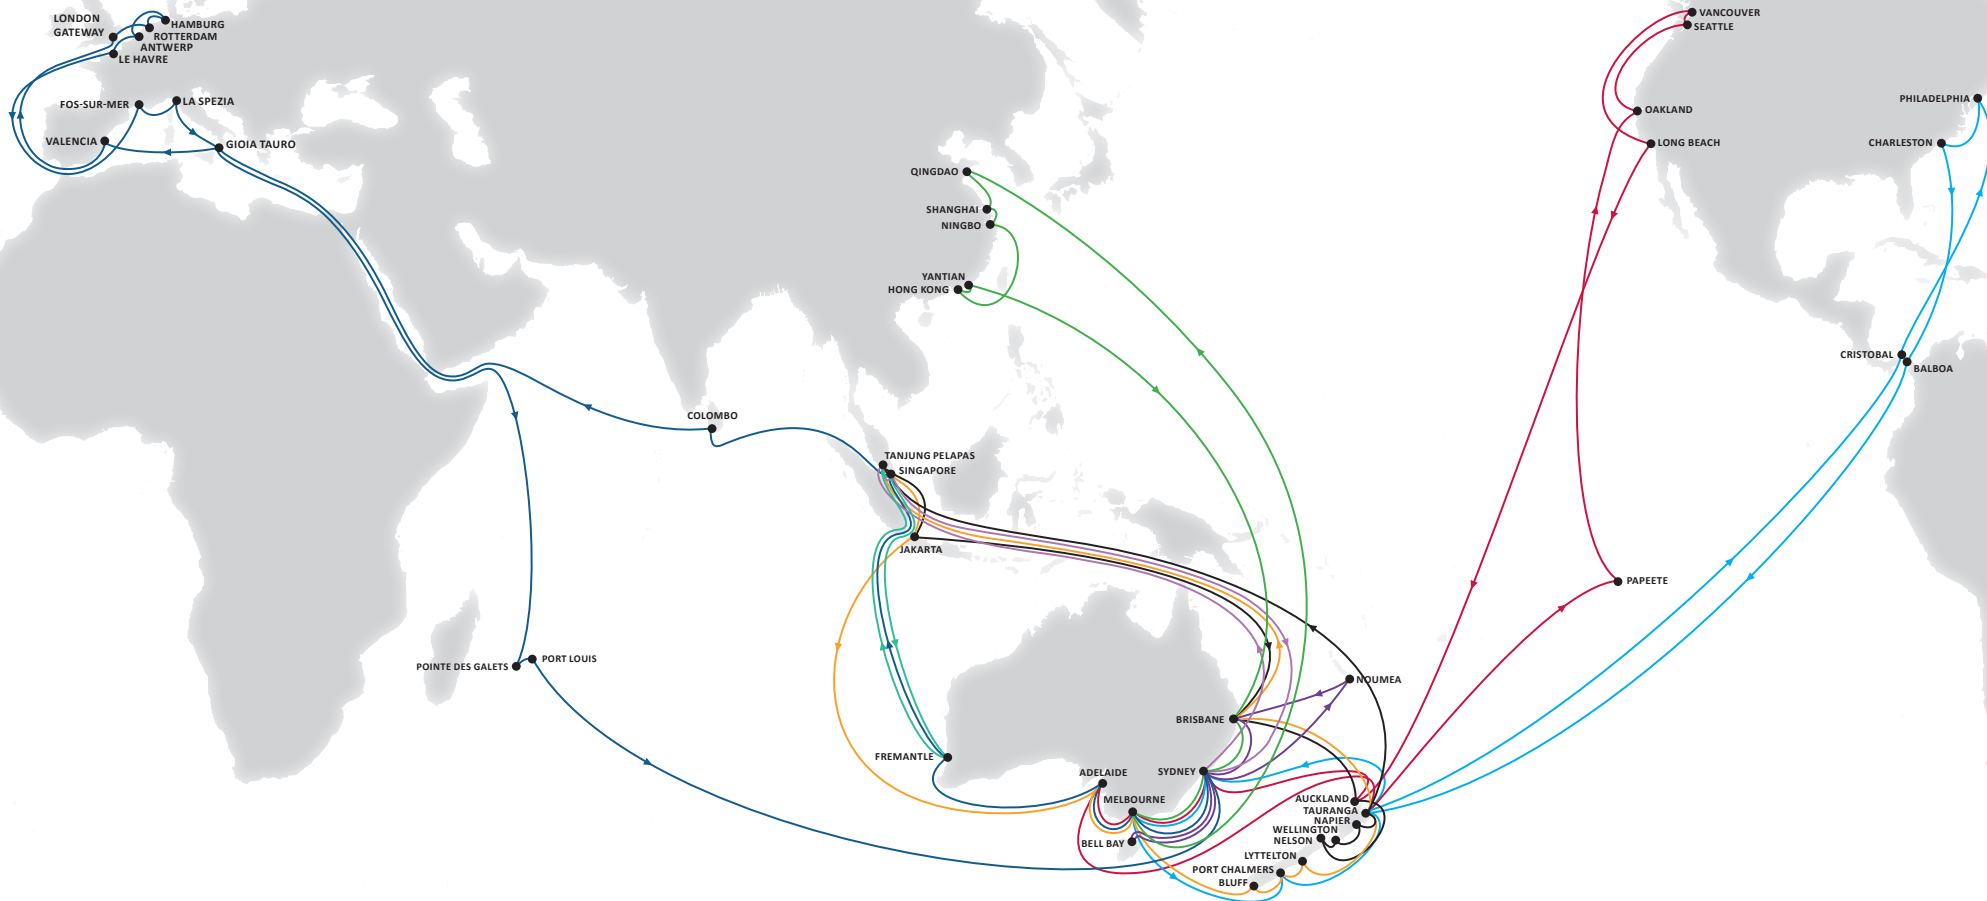 LONDON
GATEWAY
HAMBURG
ROTTERDAM
ANTWERP
LE HAVRE
FOS-SUR-MER
LA SPEZIA
VALENCIA
GIOIA TAURO
VANCOUVER
SEATTLE
OAKLAND
LONG BEACH
PHILADELPHIA
CHARLESTON
QINGDAO
SHANGHAI
NINGBO
YANTIAN
HONG KONG
CRISTOBAL
BALBOA
COLOMBO
TANJUNG PELAPAS
SINGAPORE
JAKARTA
PAPEETE
POINTE DES GALETS
PORT LOUIS
NOUMEA
BRISBANE
FREMANTLE
ADELAIDE
SYDNEY
MELBOURNE
AUCKLAND
TAURANGA
NAPIER
WELLINGTON
NELSON
BELL BAY
LYTTELTON
PORT CHALMERS
BLUFF